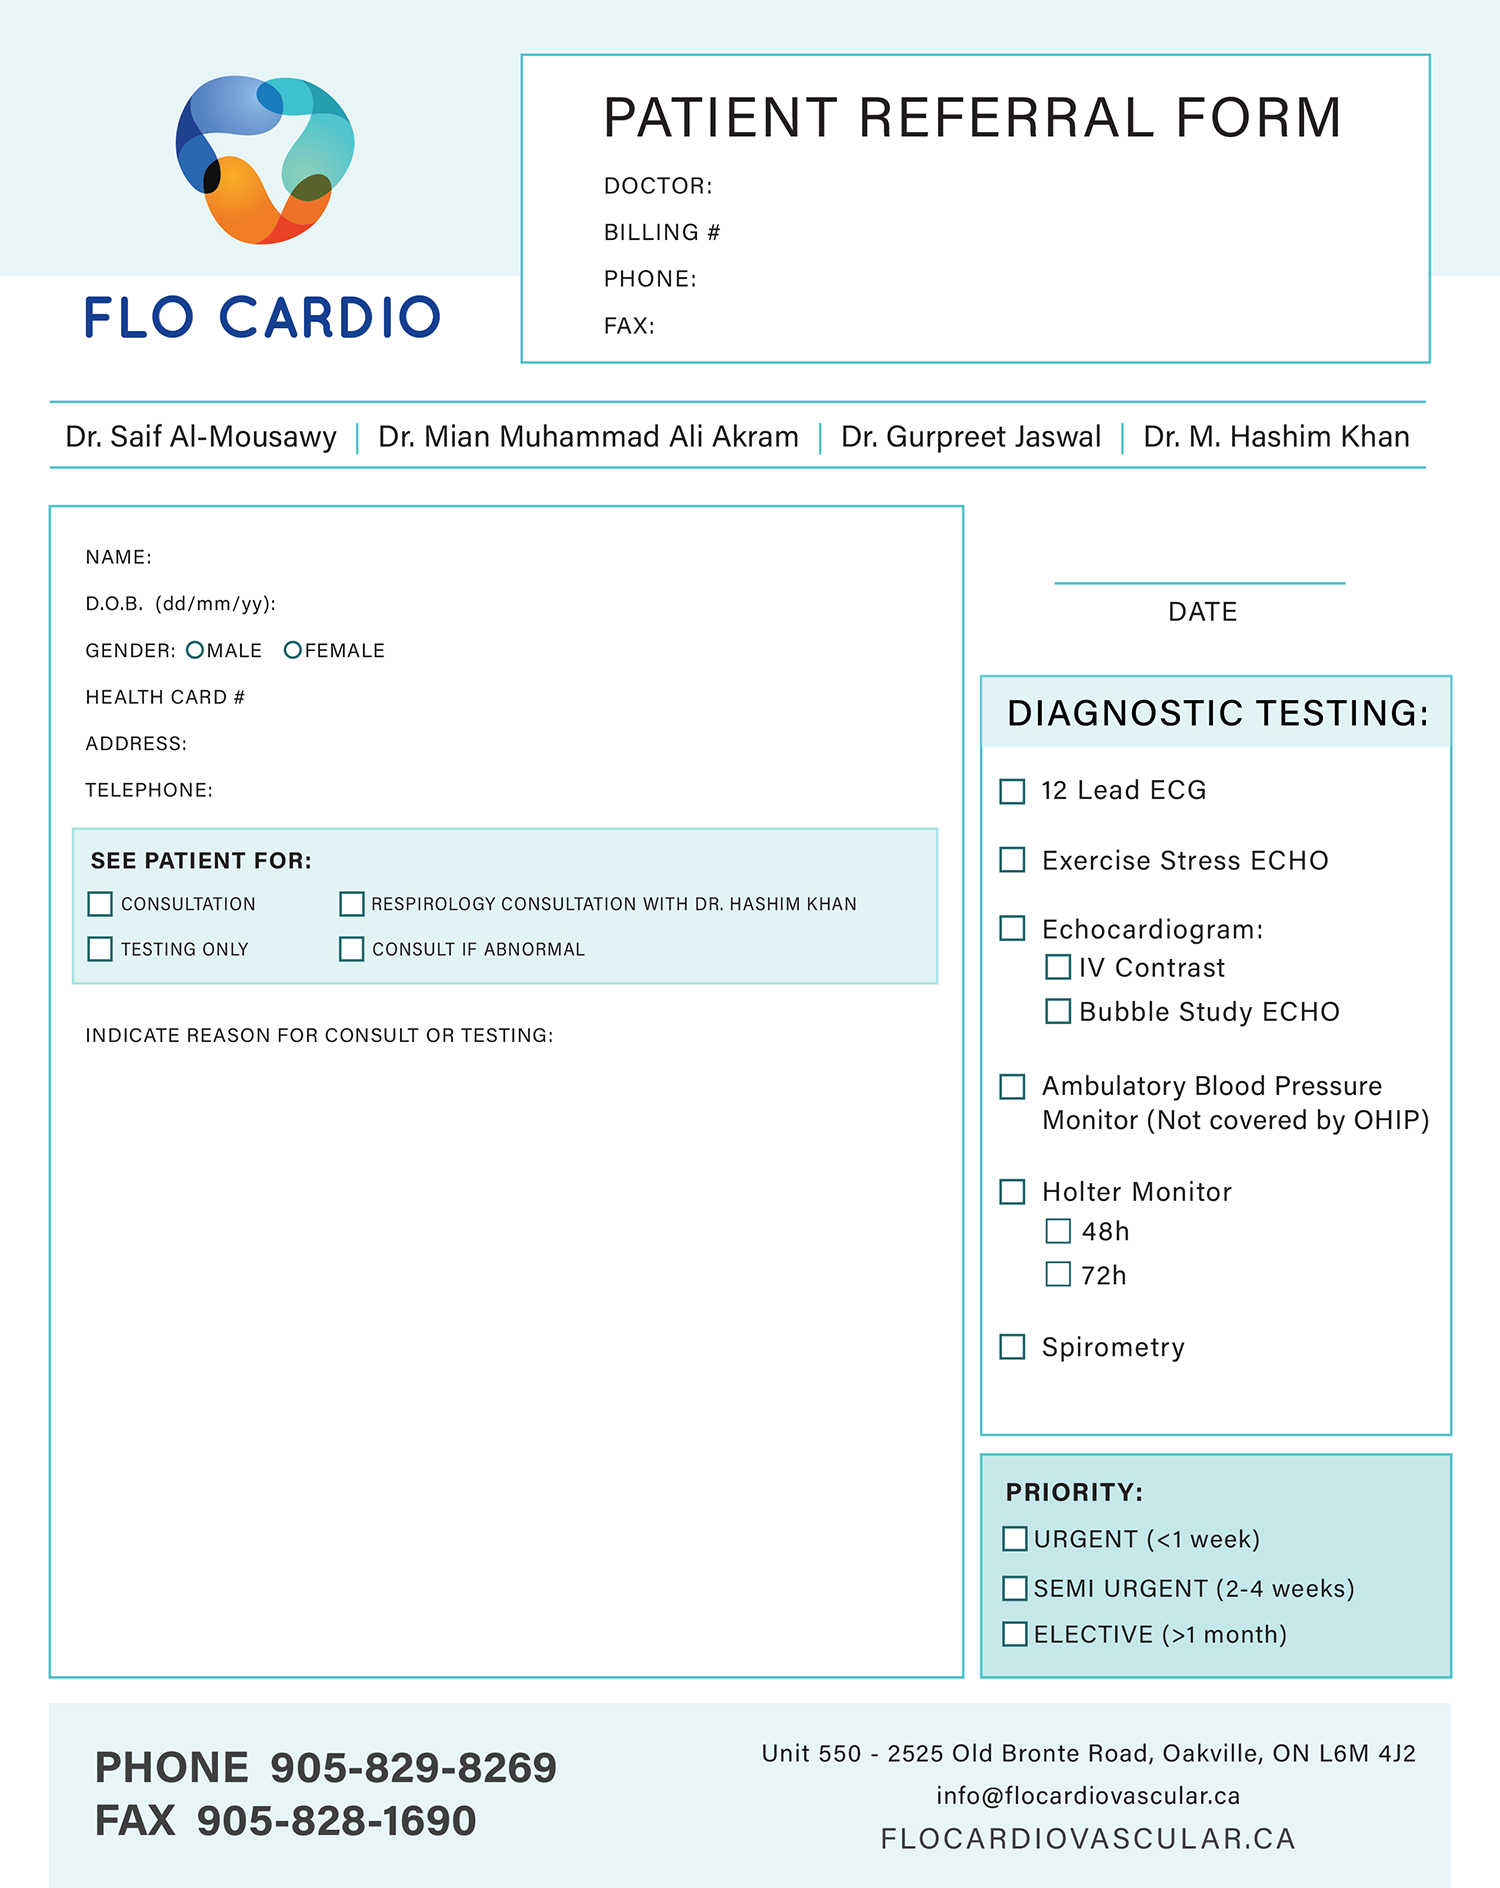 PATIENT REFERRAL FORM
DOCTOR:
BILLING #
PHONE:
FAX:
FLO CARDIO
Dr. Saif Al-Mousawy | Dr. Mian Muhammad Ali Akram | Dr. Gurpreet Jaswal | Dr. M. Hashim Khan
NAME:
D.O.B. (dd/mm/yy):
GENDER: MALE FEMALE
HEALTH CARD #
ADDRESS:
TELEPHONE:
SEE PATIENT FOR:
CONSULTATION RESPIROLOGY CONSULTATION WITH DR. HASHIM KHAN
TESTING ONLY CONSULT IF ABNORMAL
INDICATE REASON FOR CONSULT OR TESTING:
DATE
DIAGNOSTIC TESTING:
12 Lead ECG
Exercise Stress ECHO
Echocardiogram:
IV Contrast
Bubble Study ECHO
Ambulatory Blood Pressure
Monitor (Not covered by OHIP)
Holter Monitor
48h
72h
Spirometry
PRIORITY:
URGENT (<1 week)
SEMI URGENT (2-4 weeks)
ELECTIVE (>1 month)
PHONE 905-829-8269
FAX 905-828-1690
Unit 550 - 2525 Old Bronte Road, Oakville, ON L6M 4J2
info@flocardiovascular.ca
FLOCARDIOVASCULAR.CA